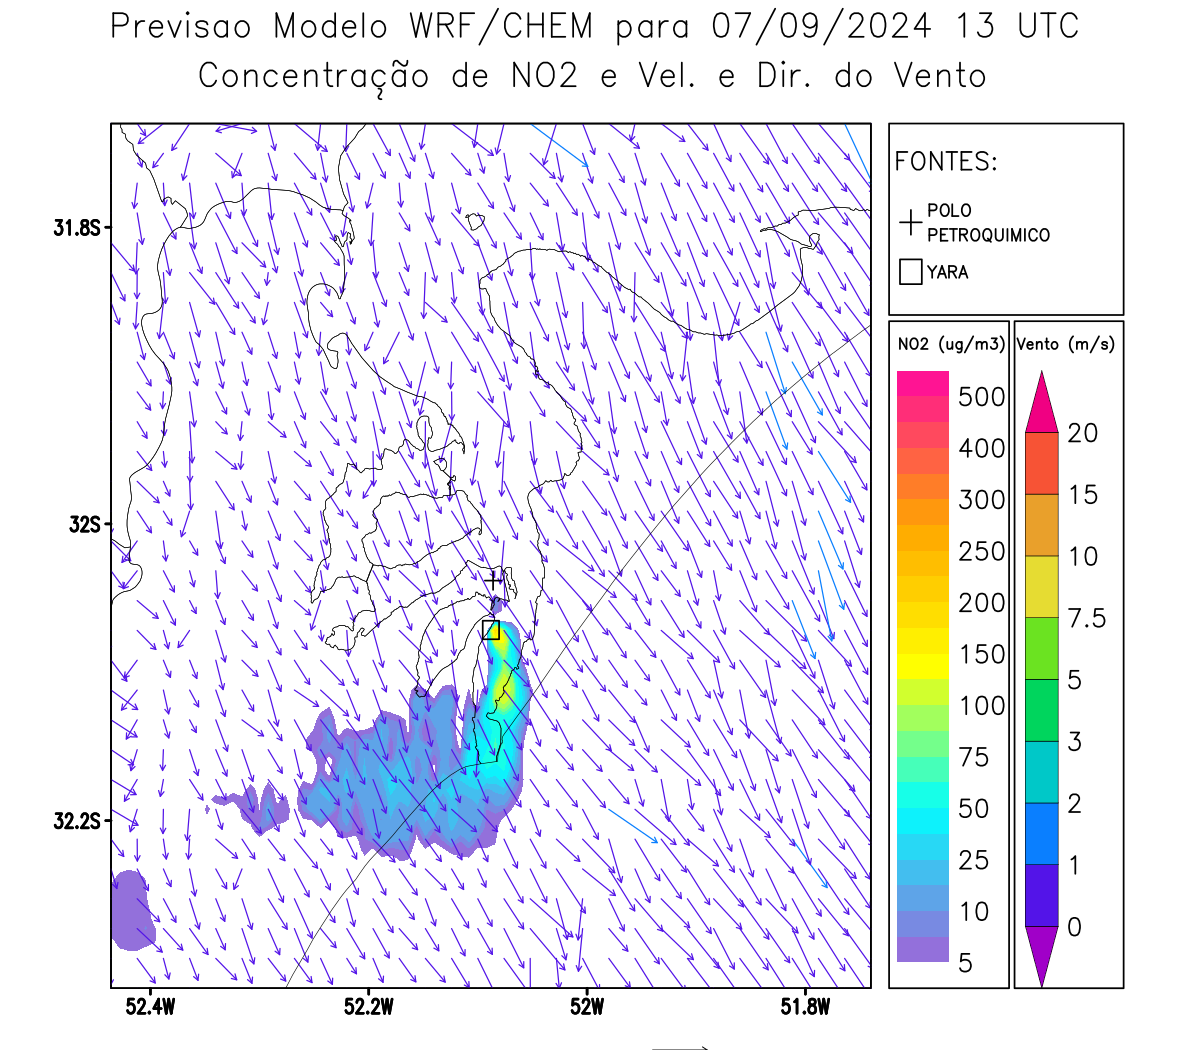 Previsao Modelo WRF/CHEM para 07/09/2024 13 UTC
Concentração de NO2 e Vel. e Dir. do Vento
FONTES:
POLO
PETROQUIMICO
YARA
NO2 (ug/m3)
500
400
300
250
200
150
100
75
50
25
10
5
Vento (m/s)
20
15
10
7.5
5
3
2
1
0
31.8S
32S
32.2S
52.4W
52.2W
52W
51.8W